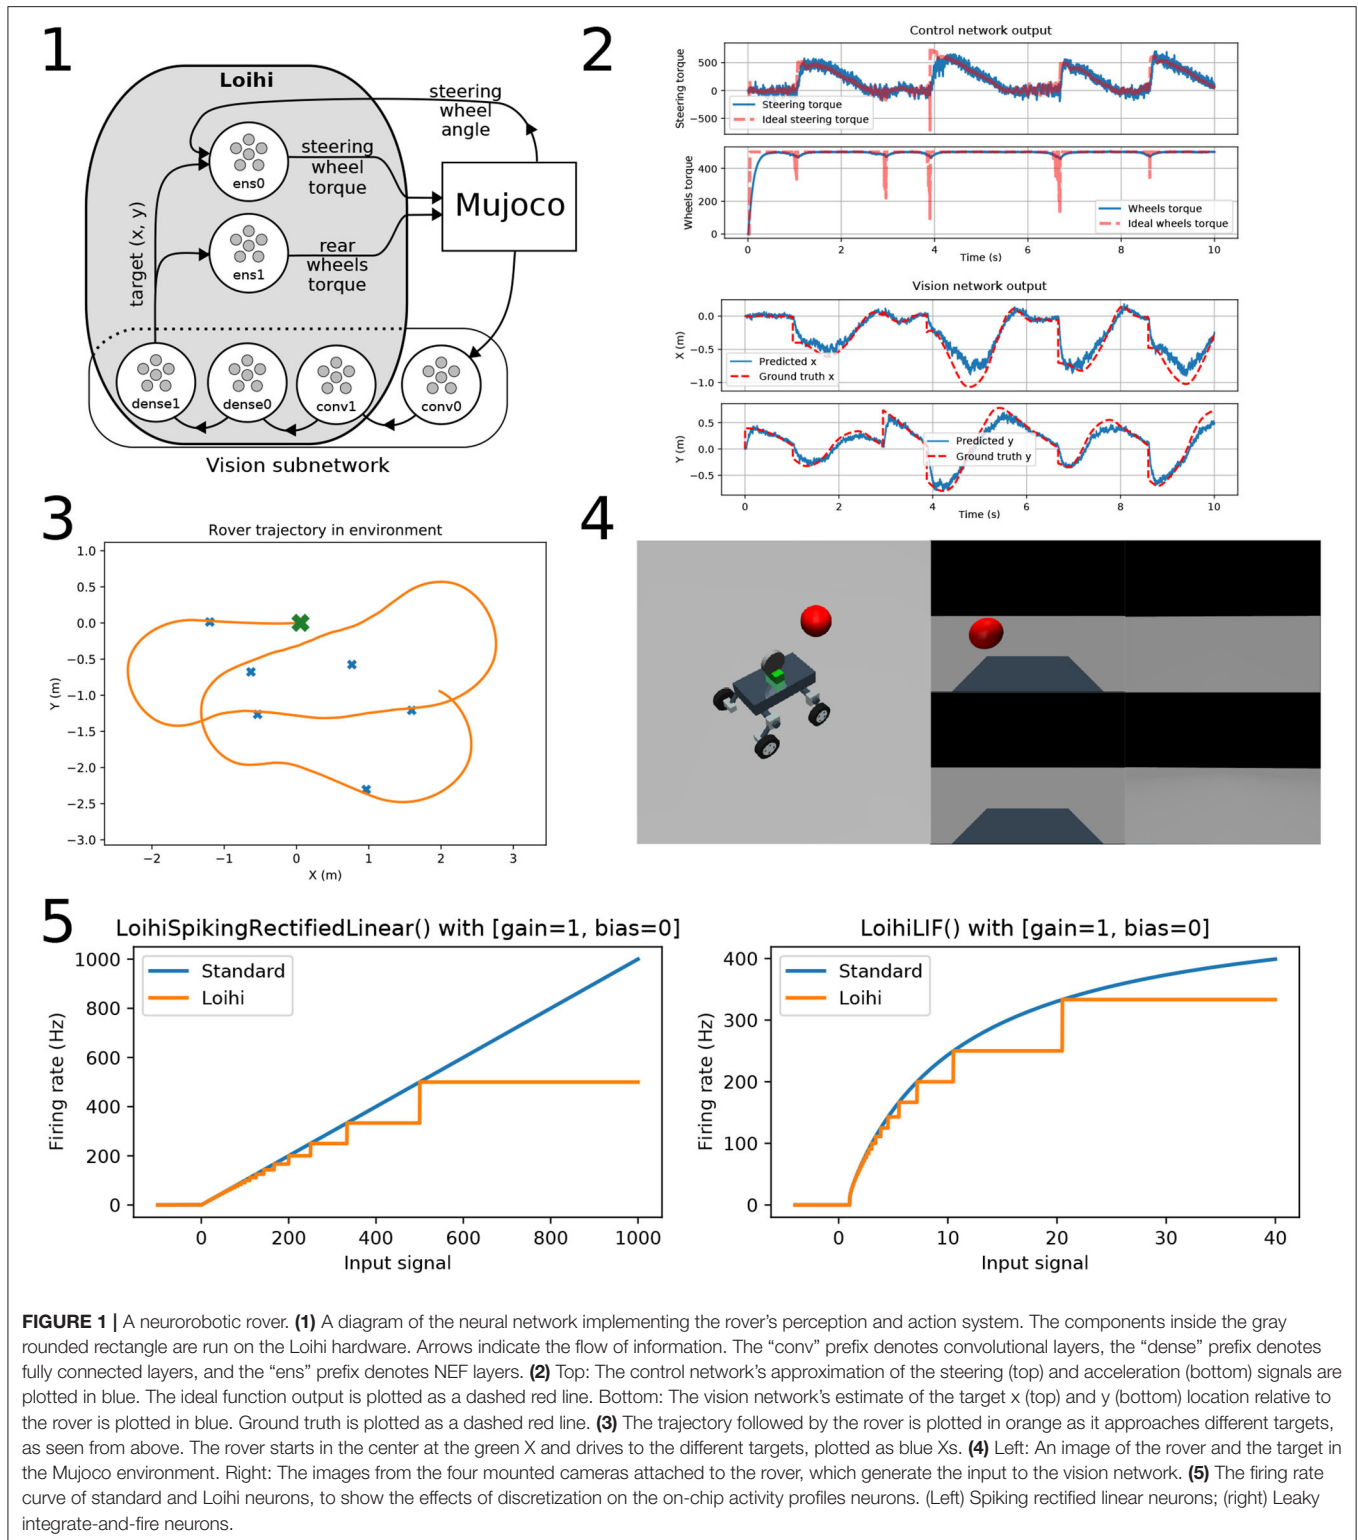 1
Loihi
steering
wheel
angle
ens0
steering
wheel
torque
Mujoco
target (x, y)
ens1
rear
wheels
torque
dense1
dense0
conv1
conv0
Vision subnetwork
2
Control network output
Steering torque
500
0
−500
Steering torque
Ideal steering torque
Wheels torque
400
200
0
Wheels torque
Ideal wheels torque
0 2 4 6 8 10
Time (s)
Vision network output
X (m)
0.0
−0.5
−1.0
Predicted x
Ground truth x
Y (m)
0.5
0.0
−0.5
Predicted y
Ground truth y
0 2 4 6 8 10
Time (s)
3
Rover trajectory in environment
Y (m)
1.0
0.5
0.0
−0.5
−1.0
−1.5
−2.0
−2.5
−3.0
−2 −1 0 1 2 3
X (m)
4
5
LoihiSpikingRectifiedLinear() with [gain=1, bias=0]
Firing rate (Hz)
1000
800
600
400
200
0
Standard
Loihi
0 200 400 600 800 1000
Input signal
LoihiLIF() with [gain=1, bias=0]
Firing rate (Hz)
400
300
200
100
0
Standard
Loihi
0 10 20 30 40
Input signal
FIGURE 1 | A neurorobotic rover. (1) A diagram of the neural network implementing the rover’s perception and action system. The components inside the gray
rounded rectangle are run on the Loihi hardware. Arrows indicate the flow of information. The “conv” prefix denotes convolutional layers, the “dense” prefix denotes
fully connected layers, and the “ens” prefix denotes NEF layers. (2) Top: The control network’s approximation of the steering (top) and acceleration (bottom) signals are
plotted in blue. The ideal function output is plotted as a dashed red line. Bottom: The vision network’s estimate of the target x (top) and y (bottom) location relative to
the rover is plotted in blue. Ground truth is plotted as a dashed red line. (3) The trajectory followed by the rover is plotted in orange as it approaches different targets,
as seen from above. The rover starts in the center at the green X and drives to the different targets, plotted as blue Xs. (4) Left: An image of the rover and the target in
the Mujoco environment. Right: The images from the four mounted cameras attached to the rover, which generate the input to the vision network. (5) The firing rate
curve of standard and Loihi neurons, to show the effects of discretization on the on-chip activity profiles neurons. (Left) Spiking rectified linear neurons; (right) Leaky
integrate-and-fire neurons.